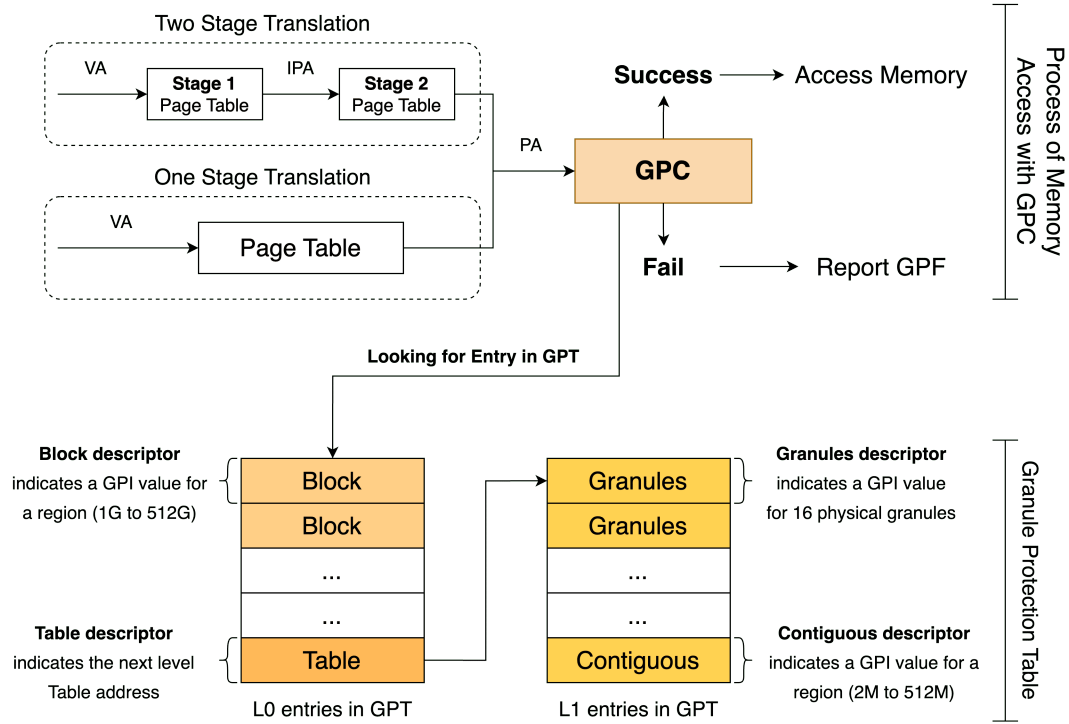 Two Stage Translation
VA
Stage 1
Page Table
IPA
Stage 2
Page Table
One Stage Translation
VA
Page Table
PA
GPC
Success
Access Memory
Fail
Report GPF
Process of Memory
Access with GPC
Looking for Entry in GPT
Block descriptor
indicates a GPI value for
a region (1G to 512G)
Table descriptor
indicates the next level
Table address
Block
Block
...
...
Table
L0 entries in GPT
Granules
Granules
...
...
Contiguous
L1 entries in GPT
Granules descriptor
indicates a GPI value
for 16 physical granules
Contiguous descriptor
indicates a GPI value for a
region (2M to 512M)
Granule Protection Table